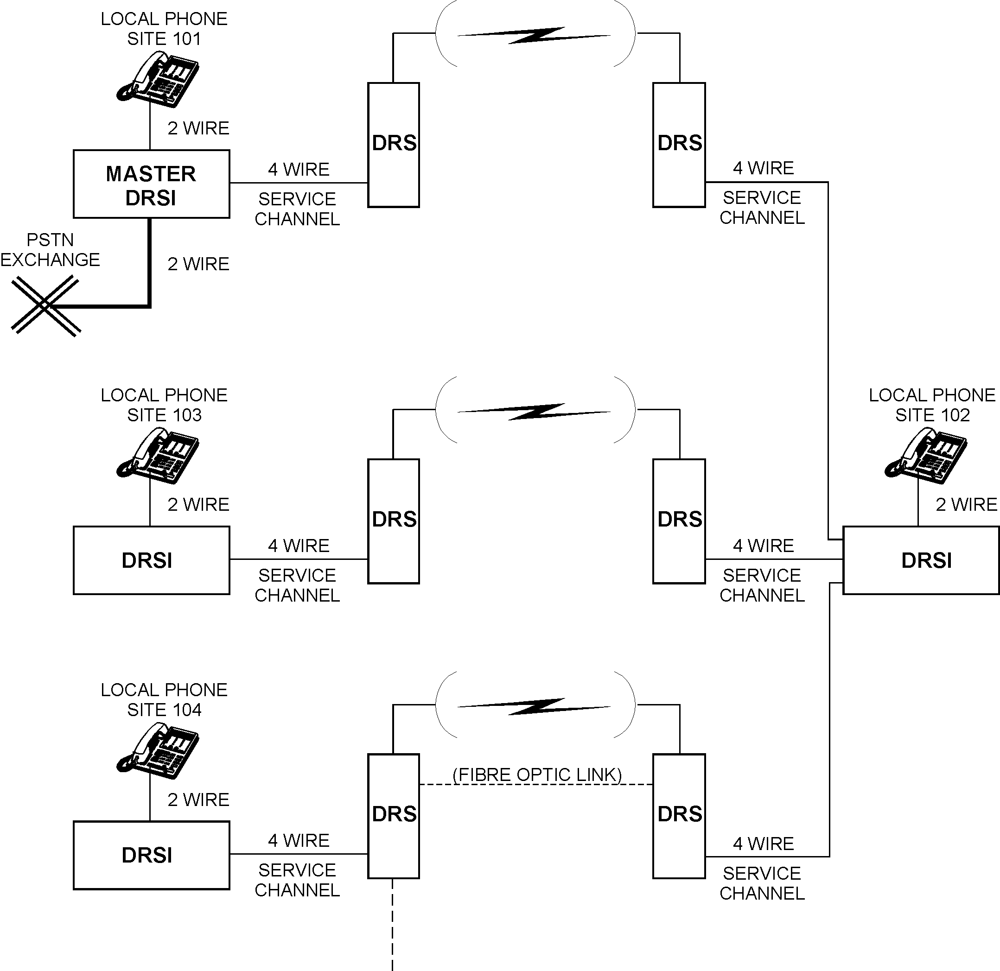 LOCAL PHONE
SITE 101
2 WIRE
MASTER
DRSI
4 WIRE
SERVICE
CHANNEL
DRS
DRS
4 WIRE
SERVICE
CHANNEL
PSTN
EXCHANGE
2 WIRE
LOCAL PHONE
SITE 103
2 WIRE
DRSI
4 WIRE
SERVICE
CHANNEL
DRS
DRS
4 WIRE
SERVICE
CHANNEL
LOCAL PHONE
SITE 102
2 WIRE
DRSI
LOCAL PHONE
SITE 104
2 WIRE
DRSI
4 WIRE
SERVICE
CHANNEL
DRS
(FIBRE OPTIC LINK)
DRS
4 WIRE
SERVICE
CHANNEL